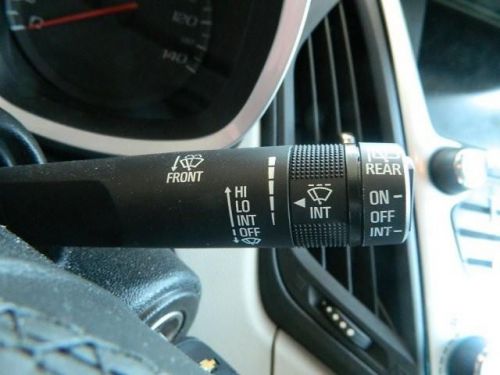 120
140
FRONT
HI
LO
INT
OFF
INT
REAR
ON
OFF
INT